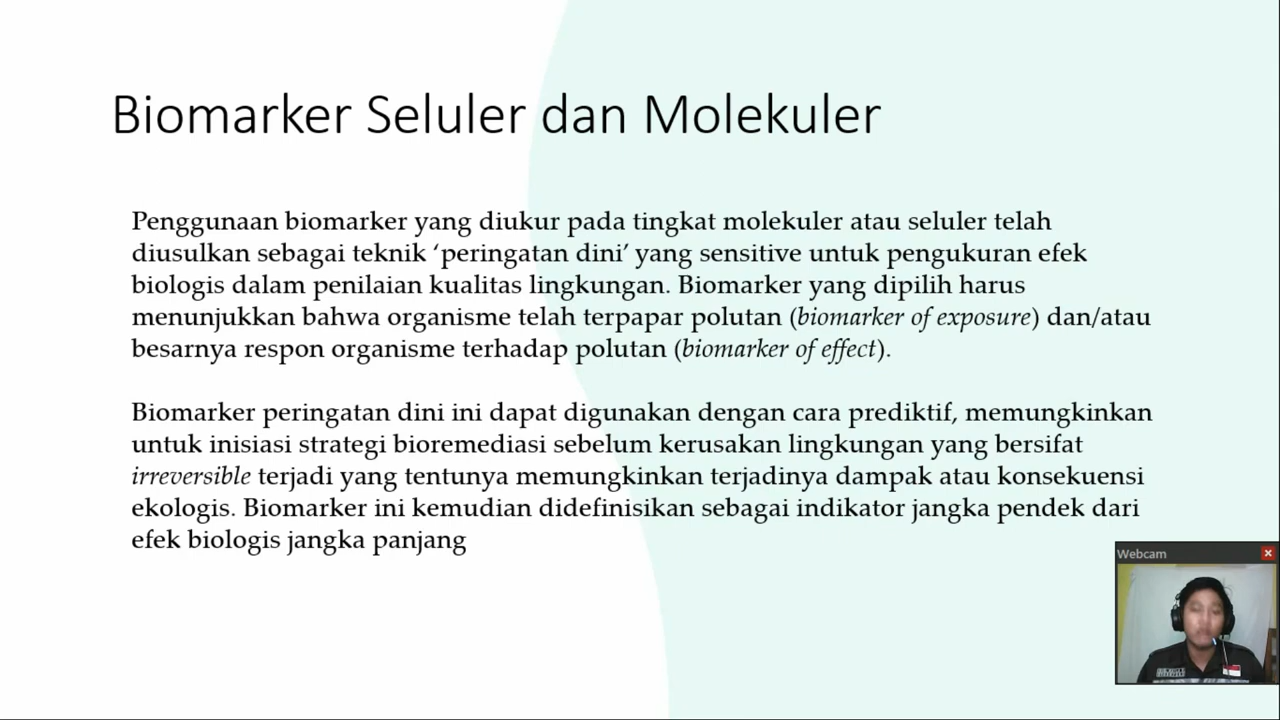 Biomarker Seluler dan Molekuler
Penggunaan biomarker yang diukur pada tingkat molekuler atau seluler telah
diusulkan sebagai teknik ‘peringatan dini’ yang sensitive untuk pengukuran efek
biologis dalam penilaian kualitas lingkungan. Biomarker yang dipilih harus
menunjukkan bahwa organisme telah terpapar polutan (biomarker of exposure) dan/atau
besarnya respon organisme terhadap polutan (biomarker of effect).
Biomarker peringatan dini ini dapat digunakan dengan cara prediktif, memungkinkan
untuk inisiasi strategi bioremediasi sebelum kerusakan lingkungan yang bersifat
irreversible terjadi yang tentunya memungkinkan terjadinya dampak atau konsekuensi
ekologis. Biomarker ini kemudian didefinisikan sebagai indikator jangka pendek dari
efek biologis jangka panjang
Webcam